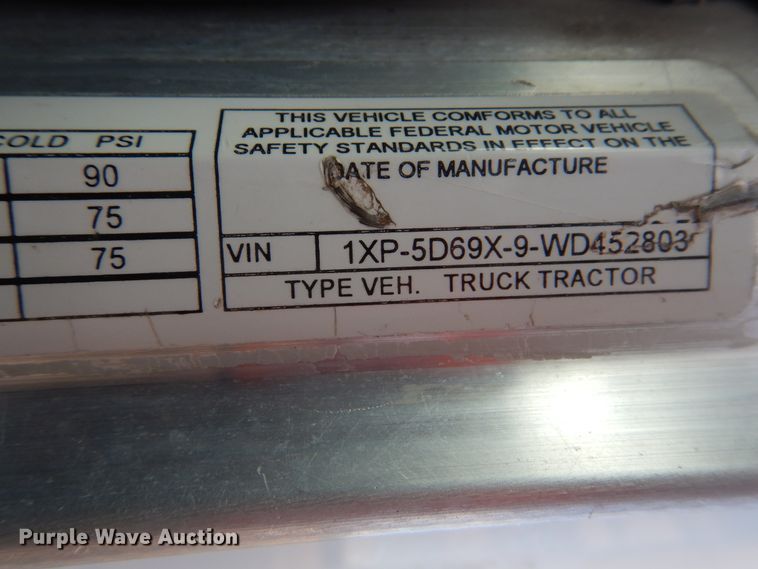 COLD PSI
90
75
75
THIS VEHICLE COMFORMS TO ALL
APPLICABLE FEDERAL MOTOR VEHICLE
SAFETY STANDARDS IN EFFECT ON THE
DATE OF MANUFACTURE
VIN 1XP-5D69X-9-WD452803
TYPE VEH. TRUCK TRACTOR
Purple Wave Auction